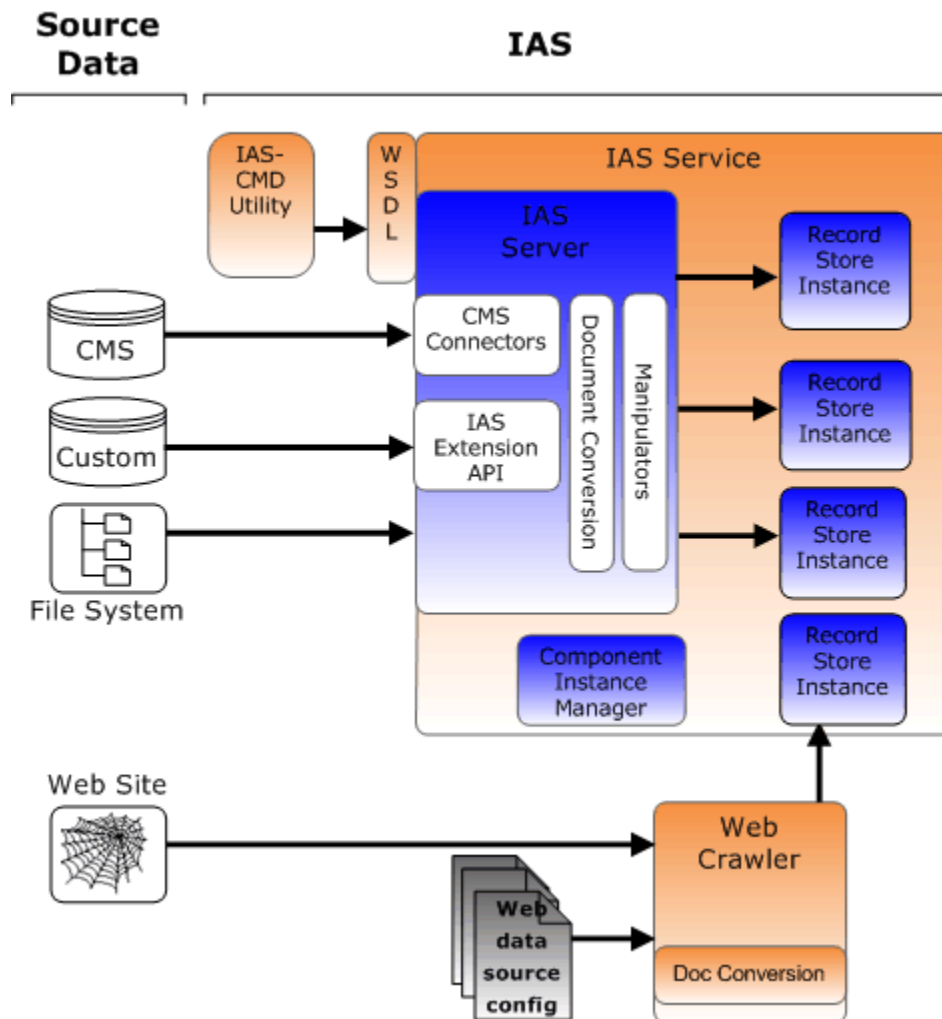 Source
Data
IAS
IAS-
CMD
Utility
W
S
D
L
IAS Service
IAS
Server
Record
Store
Instance
CMS
CMS
Connectors
Document Conversion
Manipulators
Record
Store
Instance
Custom
IAS
Extension
API
Record
Store
Instance
File System
Component
Instance
Manager
Record
Store
Instance
Web Site
Web
Crawler
Web
data
source
config
Doc Conversion